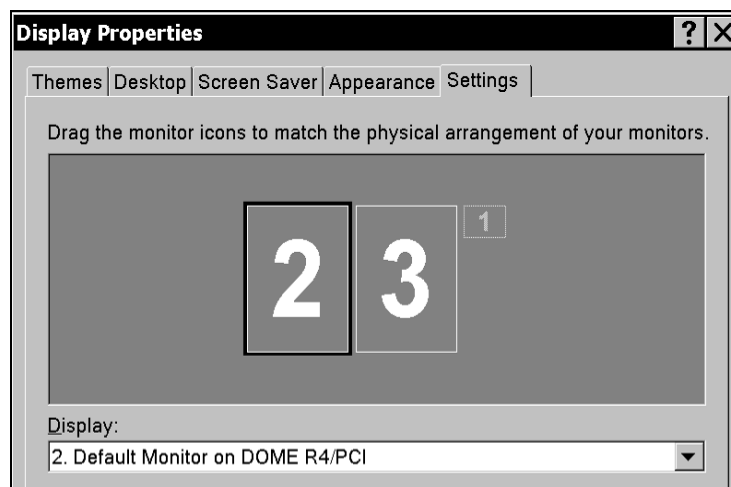 Display Properties
Themes Desktop Screen Saver Appearance Settings
Drag the monitor icons to match the physical arrangement of your monitors.
2 3 1
Display:
2. Default Monitor on DOME R4/PCI